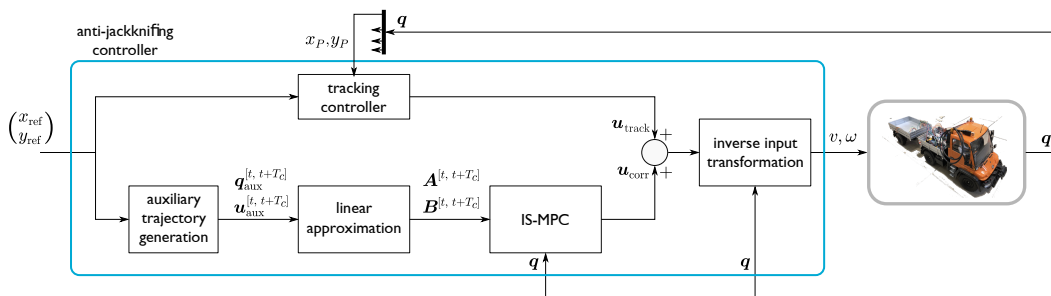 anti-jackknifing
controller
x_P, y_P
q
(x_ref
y_ref)
tracking
controller
u_track
+
u_corr
+
inverse input
transformation
v, ω
q
auxiliary
trajectory
generation
q_aux^[t, t+T_c]
u_aux^[t, t+T_c]
linear
approximation
A^[t, t+T_c]
B^[t, t+T_c]
IS-MPC
q
q